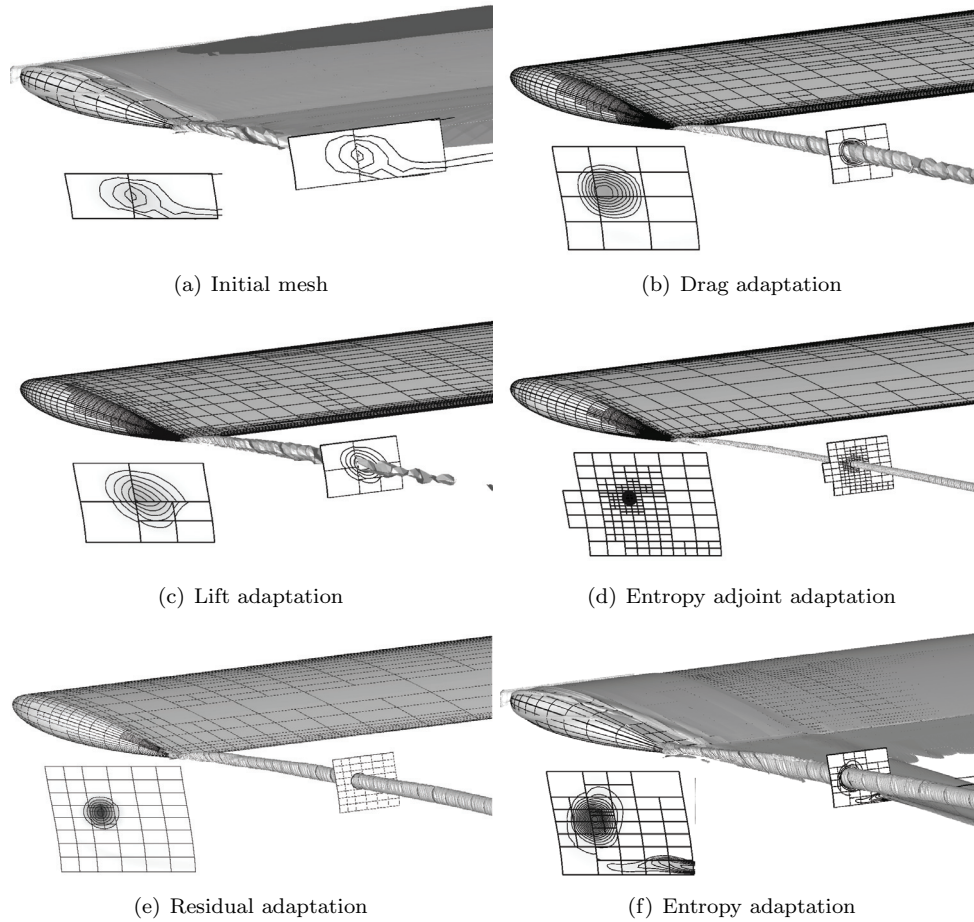 (a) Initial mesh
(b) Drag adaptation
(c) Lift adaptation
(d) Entropy adjoint adaptation
(e) Residual adaptation
(f) Entropy adaptation